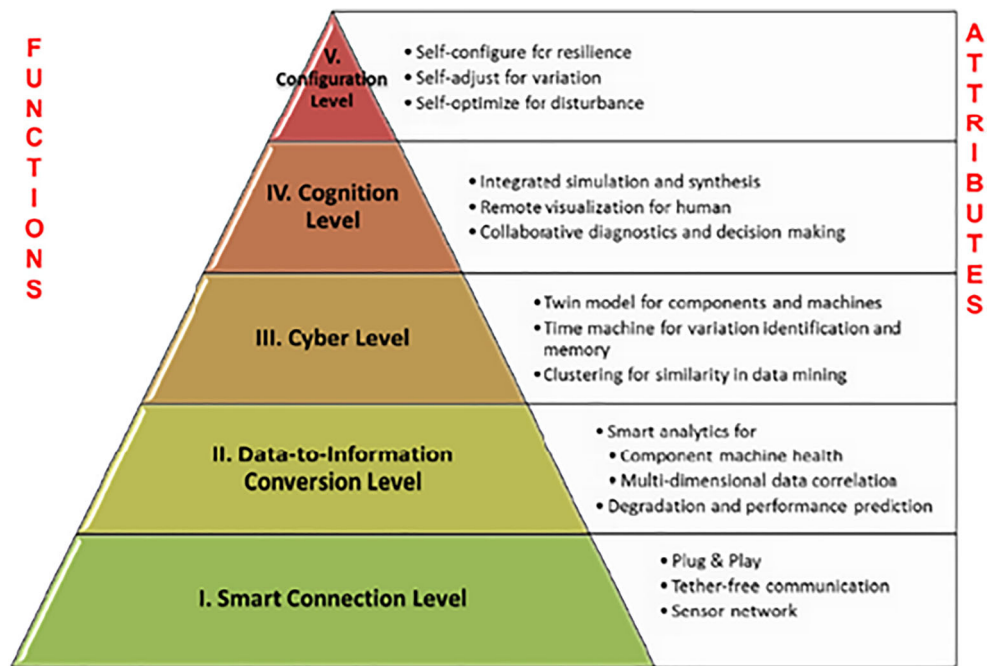 FUNCTIONS
ATTRIBUTES
V.
Configuration
Level
• Self-configure for resilience
• Self-adjust for variation
• Self-optimize for disturbance
IV. Cognition
Level
• Integrated simulation and synthesis
• Remote visualization for human
• Collaborative diagnostics and decision making
III. Cyber Level
• Twin model for components and machines
• Time machine for variation identification and
memory
• Clustering for similarity in data mining
II. Data-to-Information
Conversion Level
• Smart analytics for
• Component machine health
• Multi-dimensional data correlation
• Degradation and performance prediction
I. Smart Connection Level
• Plug & Play
• Tether-free communication
• Sensor network